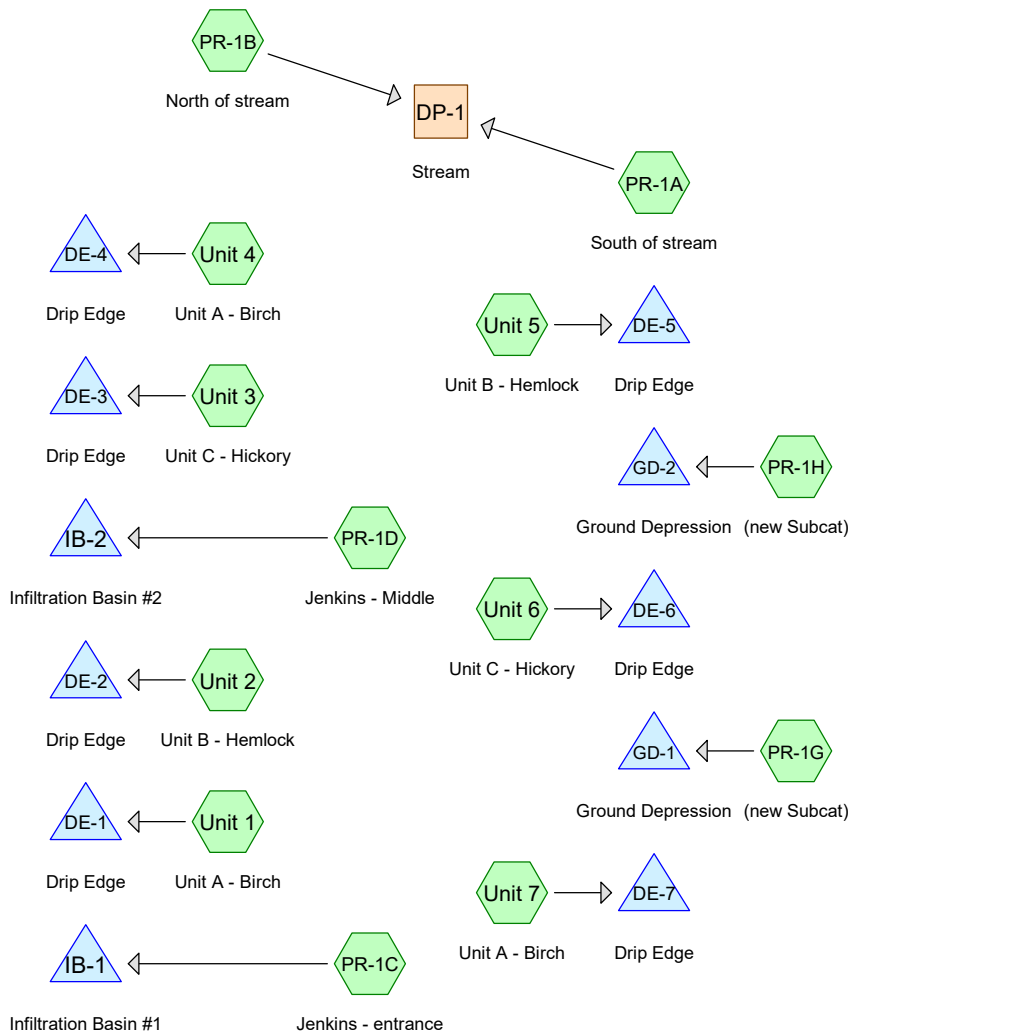 PR-1B
North of stream
DP-1
Stream
PR-1A
South of stream
DE-4
Unit 4
Drip Edge
Unit A - Birch
Unit 5
DE-5
Unit B - Hemlock
Drip Edge
DE-3
Unit 3
Drip Edge
Unit C - Hickory
GD-2
PR-1H
Ground Depression
(new Subcat)
IB-2
PR-1D
Infiltration Basin #2
Jenkins - Middle
Unit 6
DE-6
Unit C - Hickory
Drip Edge
DE-2
Unit 2
Drip Edge
Unit B - Hemlock
GD-1
PR-1G
Ground Depression
(new Subcat)
DE-1
Unit 1
Drip Edge
Unit A - Birch
Unit 7
DE-7
Unit A - Birch
Drip Edge
IB-1
PR-1C
Infiltration Basin #1
Jenkins - entrance